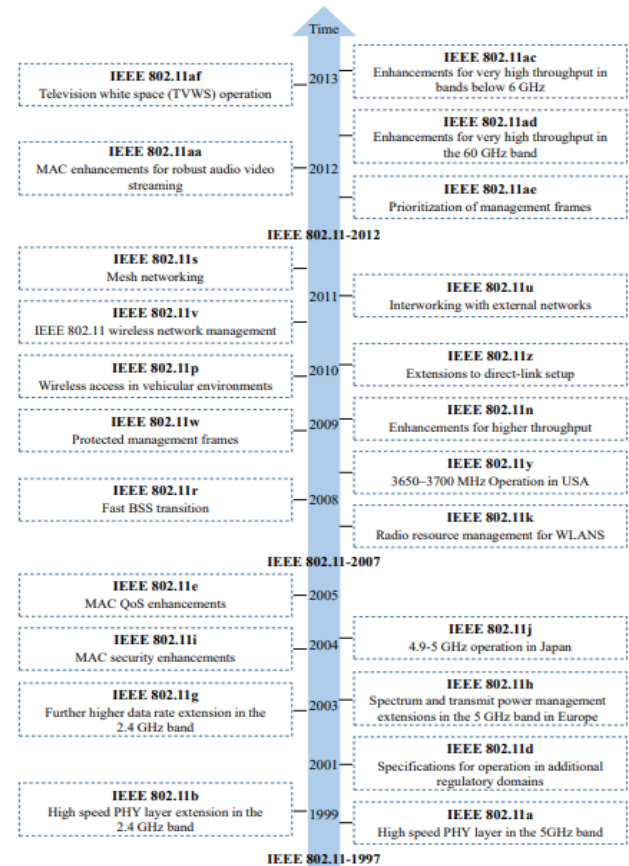 Time
IEEE 802.11ac
Enhancements for very high throughput in
bands below 6 GHz
2013
IEEE 802.11af
Television white space (TVWS) operation
IEEE 802.11ad
Enhancements for very high throughput in
the 60 GHz band
IEEE 802.11aa
MAC enhancements for robust audio video
streaming
2012
IEEE 802.11ae
Prioritization of management frames
IEEE 802.11-2012
IEEE 802.11s
Mesh networking
2011
IEEE 802.11u
Interworking with external networks
IEEE 802.11v
IEEE 802.11 wireless network management
IEEE 802.11z
Extensions to direct-link setup
2010
IEEE 802.11p
Wireless access in vehicular environments
IEEE 802.11n
Enhancements for higher throughput
2009
IEEE 802.11w
Protected management frames
IEEE 802.11y
3650–3700 MHz Operation in USA
IEEE 802.11r
Fast BSS transition
2008
IEEE 802.11k
Radio resource management for WLANS
IEEE 802.11-2007
IEEE 802.11e
MAC QoS enhancements
2005
IEEE 802.11j
4.9-5 GHz operation in Japan
IEEE 802.11i
MAC security enhancements
2004
IEEE 802.11h
Spectrum and transmit power management
extensions in the 5 GHz band in Europe
IEEE 802.11g
Further higher data rate extension in the
2.4 GHz band
2003
IEEE 802.11d
Specifications for operation in additional
regulatory domains
2001
IEEE 802.11b
High speed PHY layer extension in the
2.4 GHz band
1999
IEEE 802.11a
High speed PHY layer in the 5GHz band
IEEE 802.11-1997